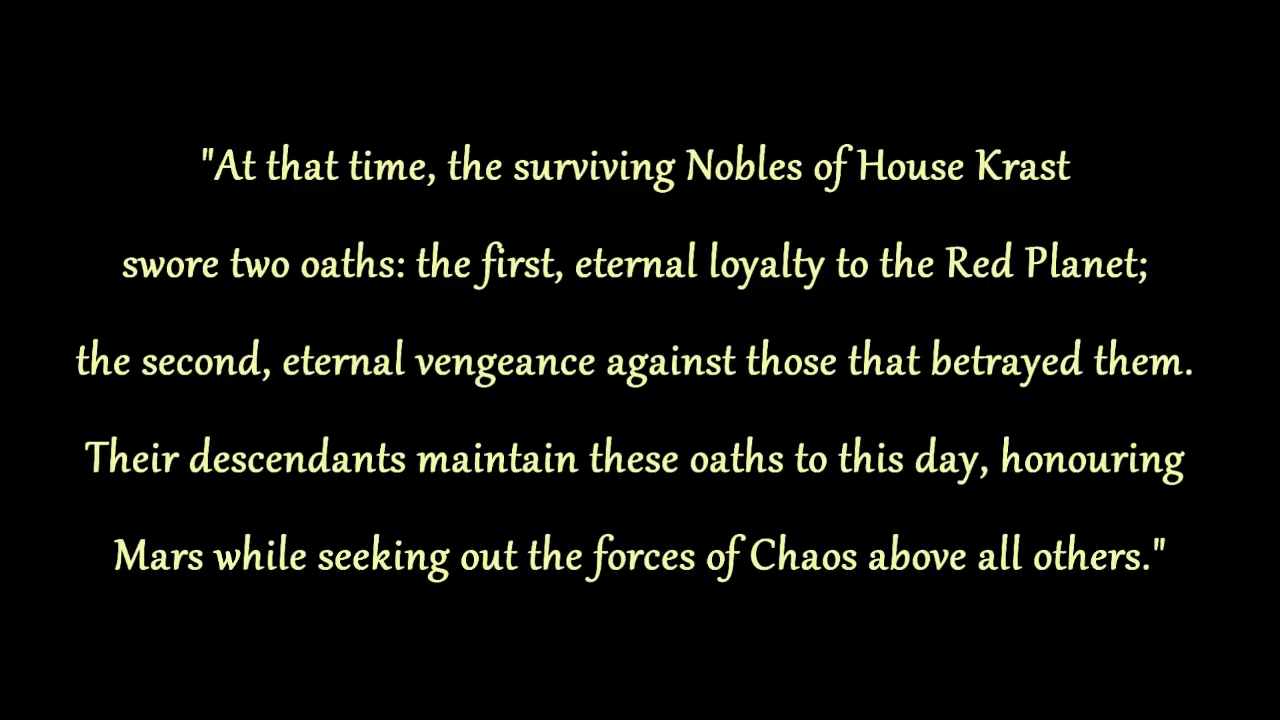 "At that time, the surviving Nobles of House Krast
swore two oaths: the first, eternal loyalty to the Red Planet;
the second, eternal vengeance against those that betrayed them.
Their descendants maintain these oaths to this day, honouring
Mars while seeking out the forces of Chaos above all others."